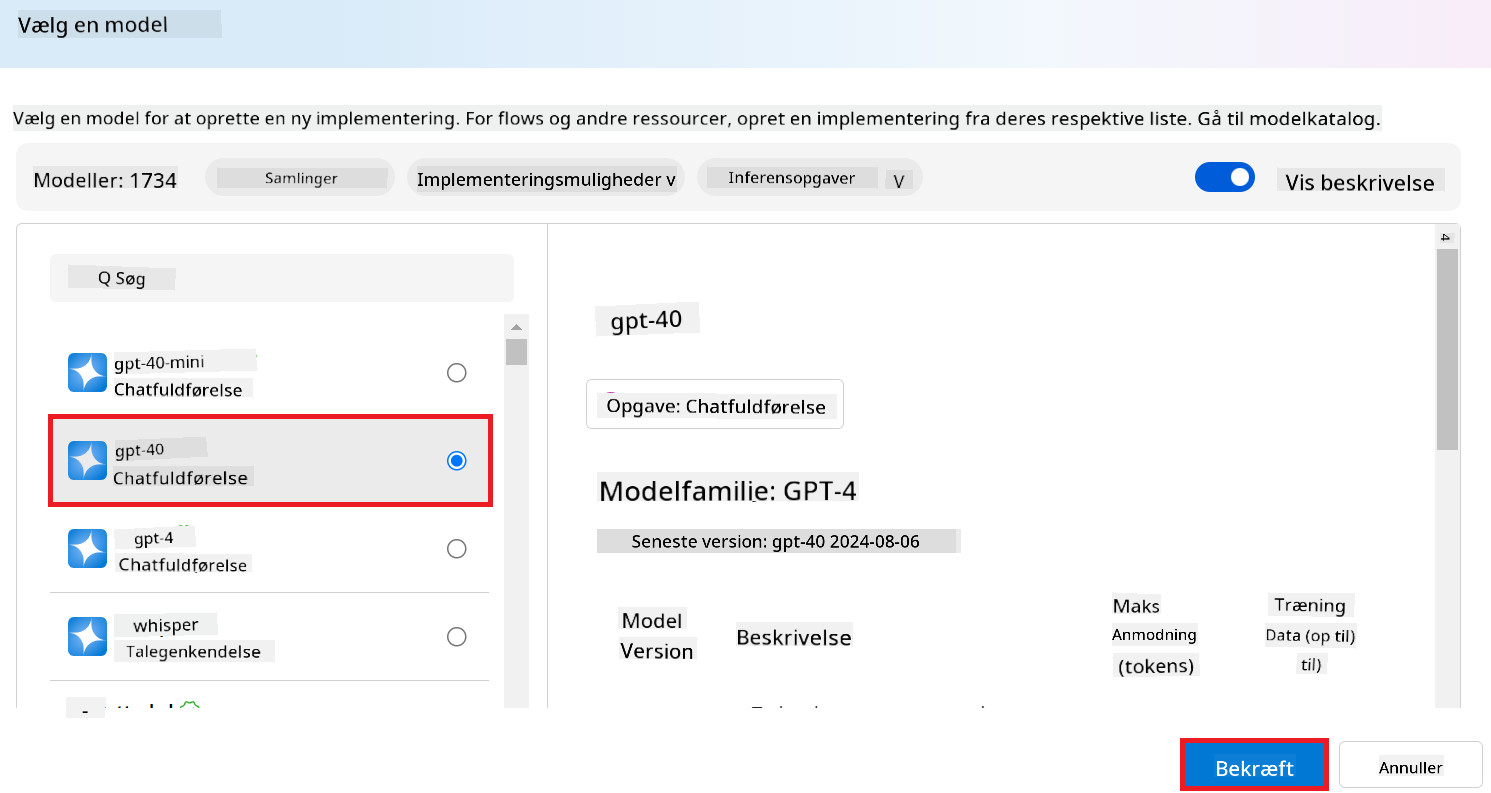 Vælg en model
Vælg en model for at oprette en ny implementering. For flows og andre ressourcer, opret en implementering fra deres respektive liste. Gå til modelkatalog.
Modeller: 1734
Samlinger
Implementeringsmuligheder v
Inferensopgaver V
Vis beskrivelse
Q Søg
gpt-40-mini
Chatfuldførelse
gpt-40
Chatfuldførelse
gpt-4
Chatfuldførelse
whisper
Talegenkendelse
4
gpt-40
Opgave: Chatfuldførelse
Modelfamilie: GPT-4
Seneste version: gpt-40 2024-08-06
Model
Version
Beskrivelse
Maks
Anmodning
(tokens)
Træning
Data (op til)
til)
Bekræft
Annuller